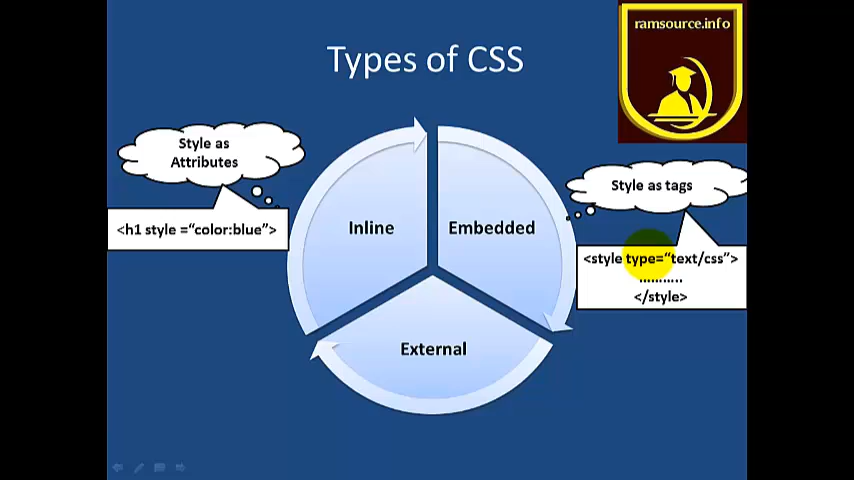 ramsource.info
Types of CSS
Style as
Attributes
<h1 style =“color:blue”>
Inline
Embedded
Style as tags
<style type=“text/css”>
...........
</style>
External